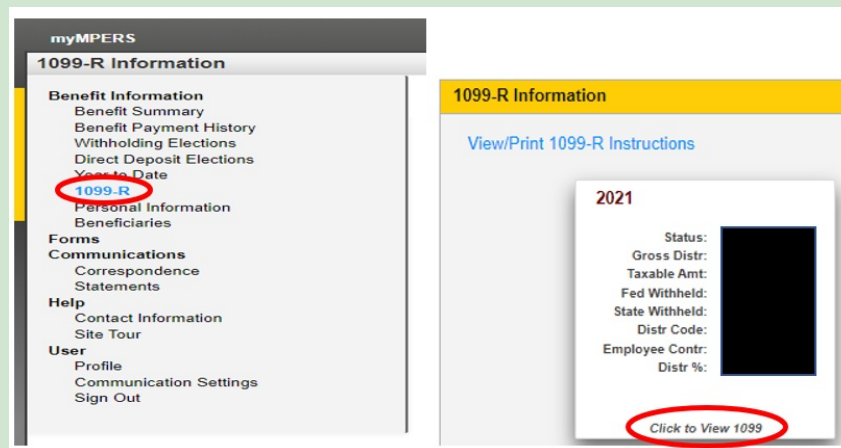 myMPERS
1099-R Information
Benefit Information
Benefit Summary
Benefit Payment History
Withholding Elections
Direct Deposit Elections
Year to Date
1099-R
Personal Information
Beneficiaries
Forms
Communications
Correspondence
Statements
Help
Contact Information
Site Tour
User
Profile
Communication Settings
Sign Out
1099-R Information
View/Print 1099-R Instructions
2021
Status:
Gross Distr:
Taxable Amt:
Fed Withheld:
State Withheld:
Distr Code:
Employee Contr:
Distr %:
Click to View 1099